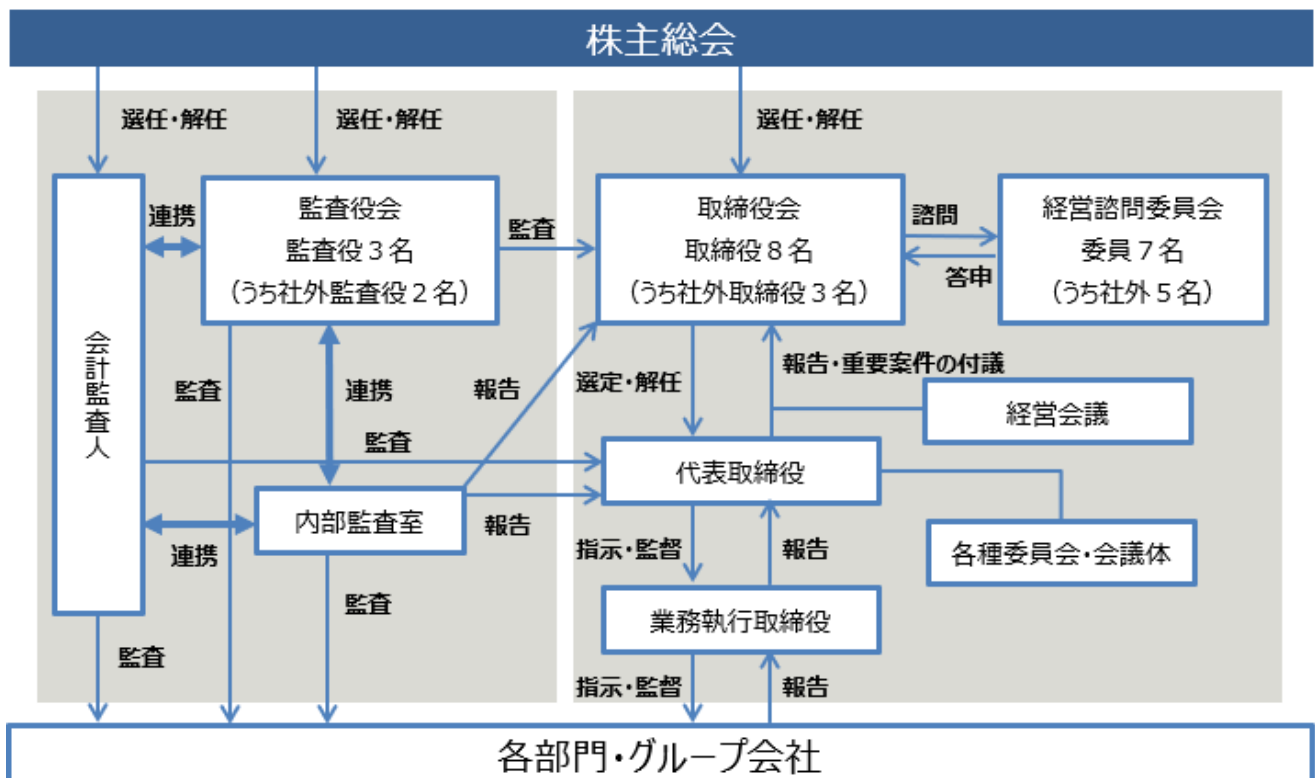 株主総会
選任・解任
選任・解任
選任・解任
会計監査人
連携
監査役会
監査役３名
（うち社外監査役２名）
監査
取締役会
取締役８名
（うち社外取締役３名）
諮問
答申
経営諮問委員会
委員７名
（うち社外５名）
監査
連携
報告
選定・解任
報告・重要案件の付議
経営会議
監査
代表取締役
内部監査室
報告
連携
指示・監督
報告
各種委員会・会議体
監査
業務執行取締役
監査
指示・監督
報告
各部門・グループ会社